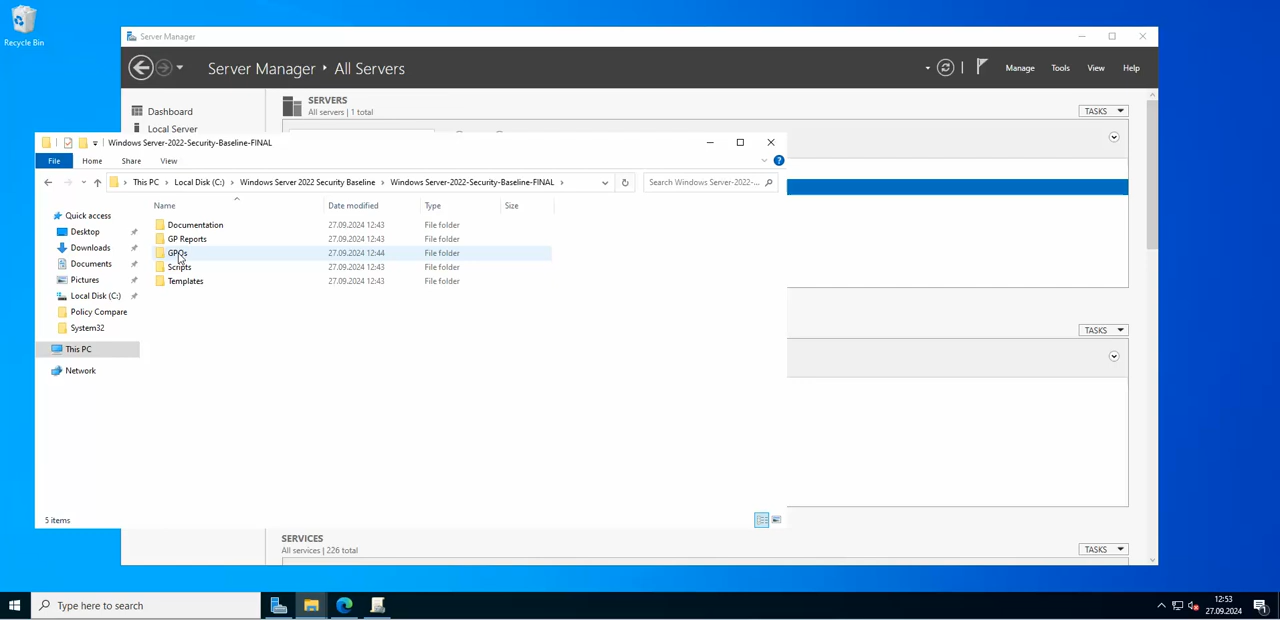 Recycle Bin
Server Manager
Server Manager ‣ All Servers
Manage Tools View Help
Dashboard
Local Server
SERVERS
All servers | 1 total
TASKS
Windows Server-2022-Security-Baseline-FINAL
File Home Share View
This PC > Local Disk (C:) > Windows Server 2022 Security Baseline > Windows Server-2022-Security-Baseline-FINAL >
Search Windows Server-2022-...
Name Date modified Type Size
Quick access
Desktop
Downloads
Documents
Pictures
Local Disk (C:)
Policy Compare
System32
This PC
Network
Documentation 27.09.2024 12:43 File folder
GP Reports 27.09.2024 12:43 File folder
GPOs 27.09.2024 12:44 File folder
Scripts 27.09.2024 12:43 File folder
Templates 27.09.2024 12:43 File folder
5 items
TASKS
SERVICES
All services | 226 total
TASKS
Type here to search
12:53
27.09.2024
1